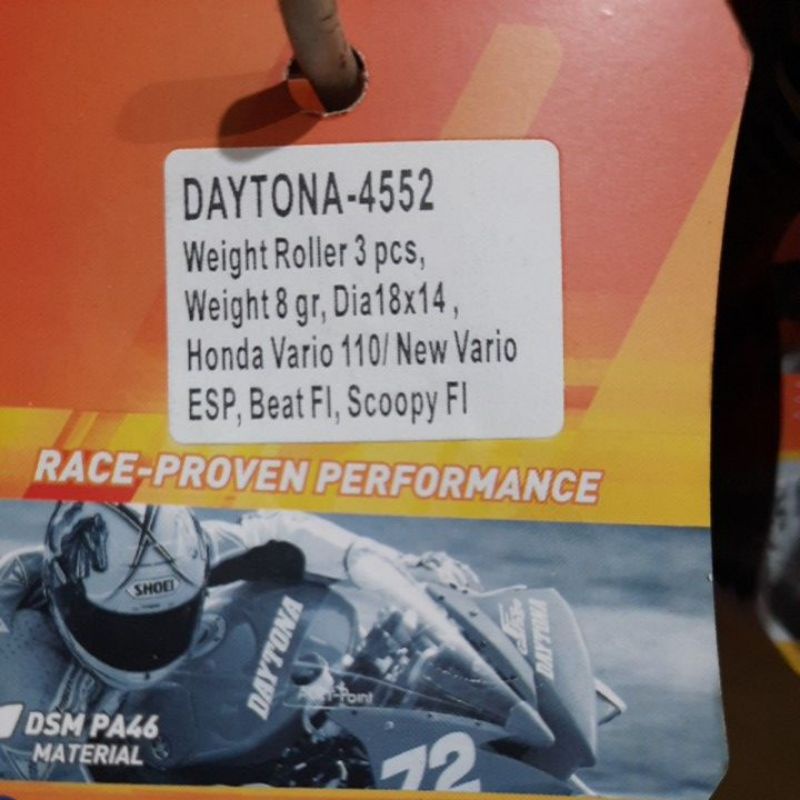 DAYTONA-4552
Weight Roller 3 pcs,
Weight 8 gr, Dia18x14 ,
Honda Vario 110/ New Vario
ESP, Beat FI, Scoopy FI
RACE-PROVEN PERFORMANCE
SHOEI
DAYTONA
DAYTONA
72
DSM PA46
MATERIAL